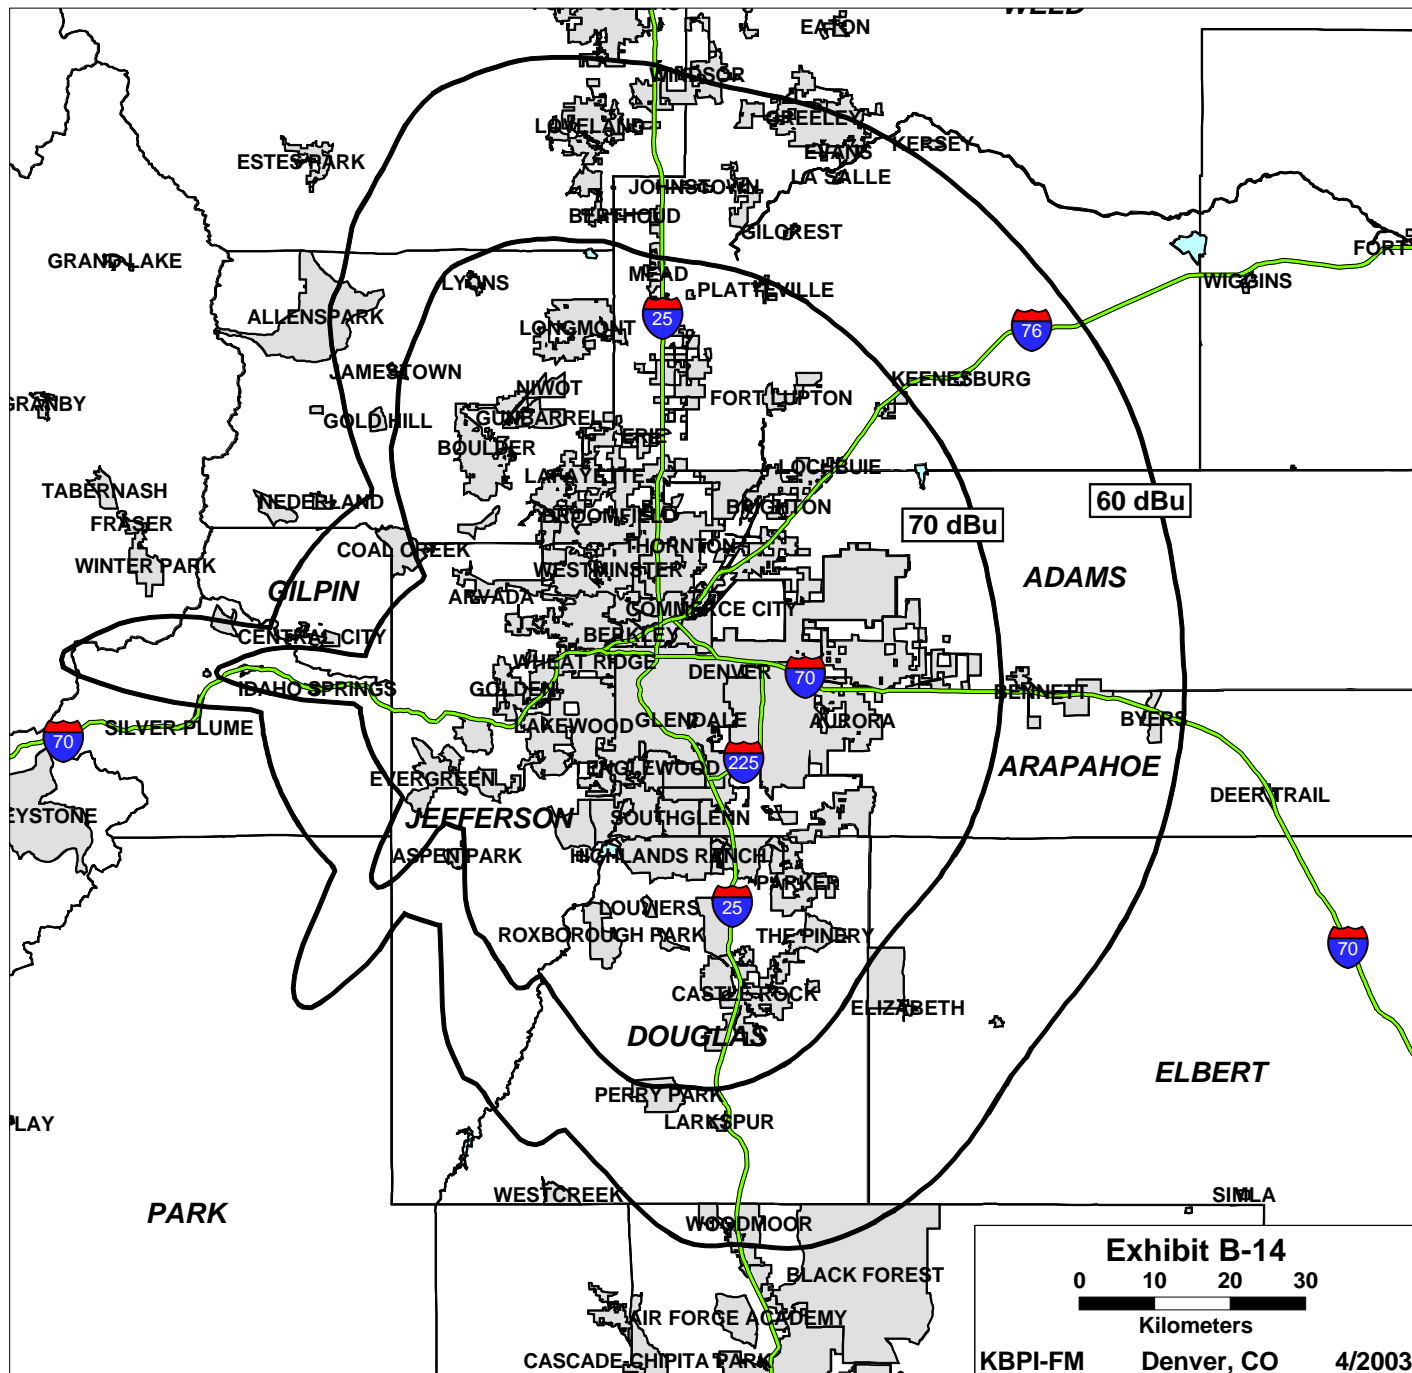 WELD
EATON
WINDSOR
GREELEY
LOVELAND
KERSEY
EVANS
ESTES PARK
LA SALLE
JOHNSTOWN
BERTHOUD
GILCREST
FORT
GRAND LAKE
MEAD
LYONS
PLATTEVILLE
WIGGINS
ALLENSPARK
25
LONGMONT
76
JAMESTOWN
KEENESBURG
NIWOT
FORT LUPTON
GRANBY
GOLD HILL
GUNBARREL
ERIE
BOULDER
LOCHBUIE
LAFAYETTE
TABERNASH
NEDERLAND
60 dBu
BRIGHTON
BROOMFIELD
FRASER
70 dBu
COAL CREEK
THORNTON
WINTER PARK
WESTMINSTER
ADAMS
GILPIN
ARVADA
COMMERCE CITY
CENTRAL CITY
BERKLEY
WHEAT RIDGE
DENVER
70
IDAHO SPRINGS
GOLDEN
BENNETT
GLENDALE
AURORA
BYERS
SILVER PLUME
LAKEWOOD
70
225
ENGLEWOOD
ARAPAHOE
EVERGREEN
DEER TRAIL
EYSTONE
JEFFERSON
SOUTHGLENN
ASPEN PARK
HIGHLANDS RANCH
PARKER
LOUVIERS
25
ROXBOROUGH PARK
THE PINERY
70
CASTLE ROCK
ELIZABETH
DOUGLAS
ELBERT
PERRY PARK
LARKSPUR
LAY
WESTCREEK
SIMLA
PARK
WOODMOOR
Exhibit B-14
BLACK FOREST
0 10 20 30
AIR FORCE ACADEMY
Kilometers
CASCADE-CHIPITA PARK
KBPI-FM Denver, CO 4/2003